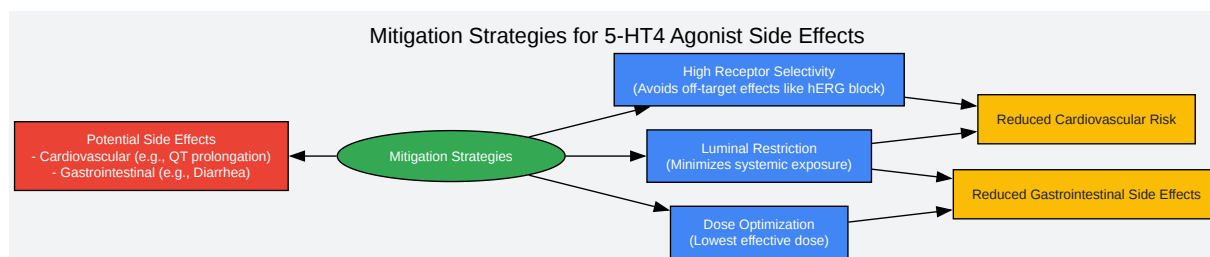 Mitigation Strategies for 5-HT4 Agonist Side Effects
High Receptor Selectivity
(Avoids off-target effects like hERG block)
Reduced Cardiovascular Risk
Potential Side Effects
- Cardiovascular (e.g., QT prolongation)
- Gastrointestinal (e.g., Diarrhea)
Mitigation Strategies
Luminal Restriction
(Minimizes systemic exposure)
Reduced Gastrointestinal Side Effects
Dose Optimization
(Lowest effective dose)